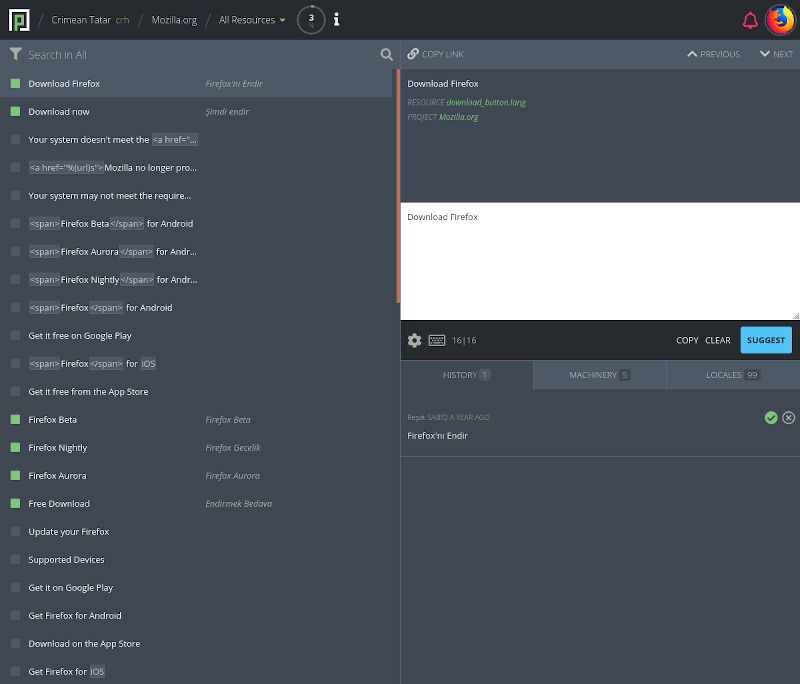 Crimean Tatar crh / Mozilla.org / All Resources 3 %
Search in All
COPY LINK PREVIOUS NEXT
Download Firefox Firefox'nı Endir
Download now Şimdi endir
Your system doesn't meet the <a href="...
<a href="%(url)s">Mozilla no longer pro...
Your system may not meet the require...
<span>Firefox Beta</span> for Android
<span>Firefox Aurora</span> for Andr...
<span>Firefox Nightly</span> for Andr...
<span>Firefox</span> for Android
Get it free on Google Play
<span>Firefox</span> for iOS
Get it free from the App Store
Firefox Beta Firefox Beta
Firefox Nightly Firefox Gecelik
Firefox Aurora Firefox Aurora
Free Download Endirmek Bedava
Update your Firefox
Supported Devices
Get it on Google Play
Get Firefox for Android
Download on the App Store
Get Firefox for iOS
Download Firefox
RESOURCE download_button.lang
PROJECT Mozilla.org
Download Firefox
16|16 COPY CLEAR SUGGEST
HISTORY 1 MACHINERY 5 LOCALES 99
Reşat SABIQ A YEAR AGO
Firefox'nı Endir